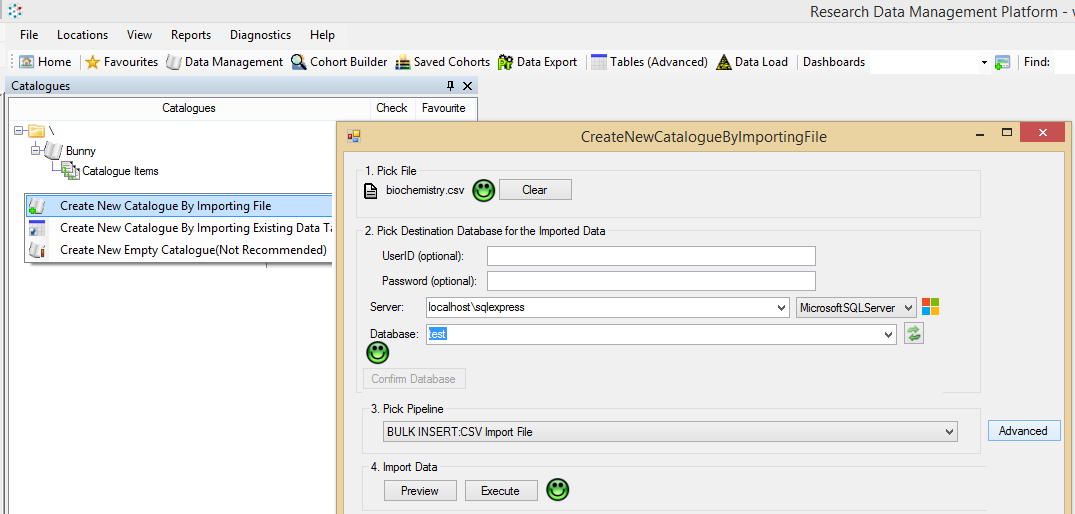 Research Data Management Platform - v
File Locations View Reports Diagnostics Help
Home Favourites Data Management Cohort Builder Saved Cohorts Data Export Tables (Advanced) Data Load Dashboards Find:
Catalogues
Catalogues Check Favourite
\
Bunny
Catalogue Items
Create New Catalogue By Importing File
Create New Catalogue By Importing Existing Data Ta
Create New Empty Catalogue(Not Recommended)
CreateNewCatalogueByImportingFile
1. Pick File
biochemistry.csv Clear
2. Pick Destination Database for the Imported Data
UserID (optional):
Password (optional):
Server: localhost\sqlexpress MicrosoftSQLServer
Database: test
Confirm Database
3. Pick Pipeline
BULK INSERT:CSV Import File Advanced
4. Import Data
Preview Execute